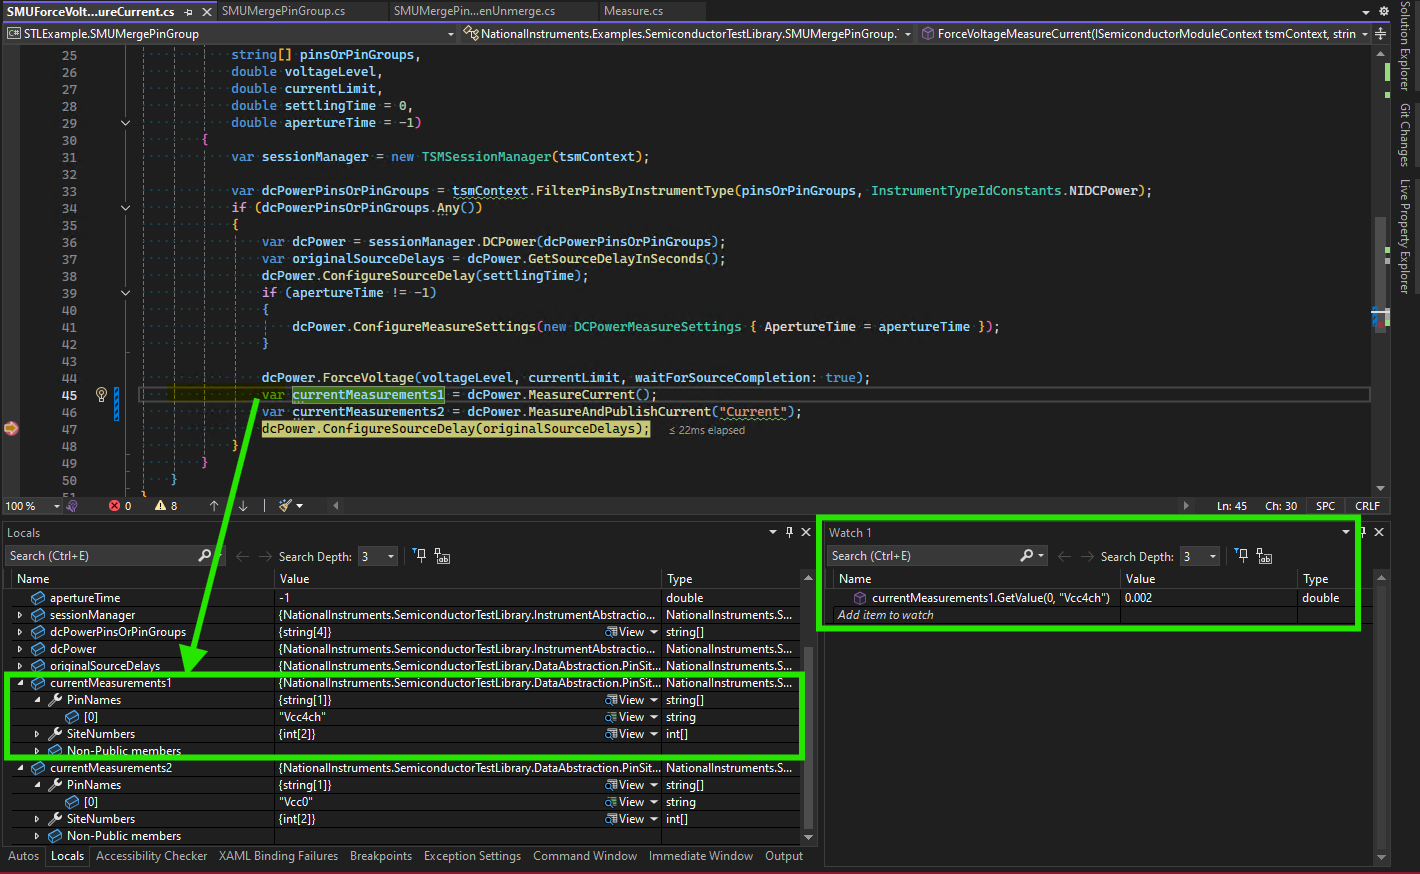 SMUForceVolt...ureCurrent.cs
SMUMergePinGroup.cs
SMUMergePin...enUnmerge.cs
Measure.cs
STLExample.SMUMergePinGroup
NationalInstruments.Examples.SemiconductorTestLibrary.SMUMergePinGroup.
ForceVoltageMeasureCurrent(ISemiconductorModuleContext tsmContext, strin
25 string[] pinsOrPinGroups,
26 double voltageLevel,
27 double currentLimit,
28 double settlingTime = 0,
29 double apertureTime = -1)
30 {
31 var sessionManager = new TSMSessionManager(tsmContext);
32
33 var dcPowerPinsOrPinGroups = tsmContext.FilterPinsByInstrumentType(pinsOrPinGroups, InstrumentTypeIdConstants.NIDCPower);
34 if (dcPowerPinsOrPinGroups.Any())
35 {
36 var dcPower = sessionManager.DCPower(dcPowerPinsOrPinGroups);
37 var originalSourceDelays = dcPower.GetSourceDelayInSeconds();
38 dcPower.ConfigureSourceDelay(settlingTime);
39 if (apertureTime != -1)
40 {
41 dcPower.ConfigureMeasureSettings(new DCPowerMeasureSettings { ApertureTime = apertureTime });
42 }
43
44 dcPower.ForceVoltage(voltageLevel, currentLimit, waitForSourceCompletion: true);
45 var currentMeasurements1 = dcPower.MeasureCurrent();
46 var currentMeasurements2 = dcPower.MeasureAndPublishCurrent("Current");
47 dcPower.ConfigureSourceDelay(originalSourceDelays); ≤ 22ms elapsed
48 }
49 }
50 }
51 }
100 %
0
8
Ln: 45 Ch: 30 SPC CRLF
Solution Explorer
Git Changes
Live Property Explorer
Locals
Search (Ctrl+E)
Search Depth: 3
Name Value Type
apertureTime -1 double
sessionManager {NationalInstruments.SemiconductorTestLibrary.InstrumentAbstractio... NationalInstruments.S...
dcPowerPinsOrPinGroups {string[4]} View string[]
dcPower {NationalInstruments.SemiconductorTestLibrary.InstrumentAbstractio... NationalInstruments.S...
originalSourceDelays {NationalInstruments.SemiconductorTestLibrary.DataAbstraction.PinSit... NationalInstruments.S...
currentMeasurements1 {NationalInstruments.SemiconductorTestLibrary.DataAbstraction.PinSit... NationalInstruments.S...
PinNames {string[1]} View string[]
[0] "Vcc4ch" View string
SiteNumbers {int[2]} View int[]
Non-Public members
currentMeasurements2 {NationalInstruments.SemiconductorTestLibrary.DataAbstraction.PinSit... NationalInstruments.S...
PinNames {string[1]} View string[]
[0] "Vcc0" View string
SiteNumbers {int[2]} View int[]
Non-Public members
Watch 1
Search (Ctrl+E)
Search Depth: 3
Name Value Type
currentMeasurements1.GetValue(0, "Vcc4ch") 0.002 double
Add item to watch
Autos Locals Accessibility Checker XAML Binding Failures Breakpoints Exception Settings Command Window Immediate Window Output